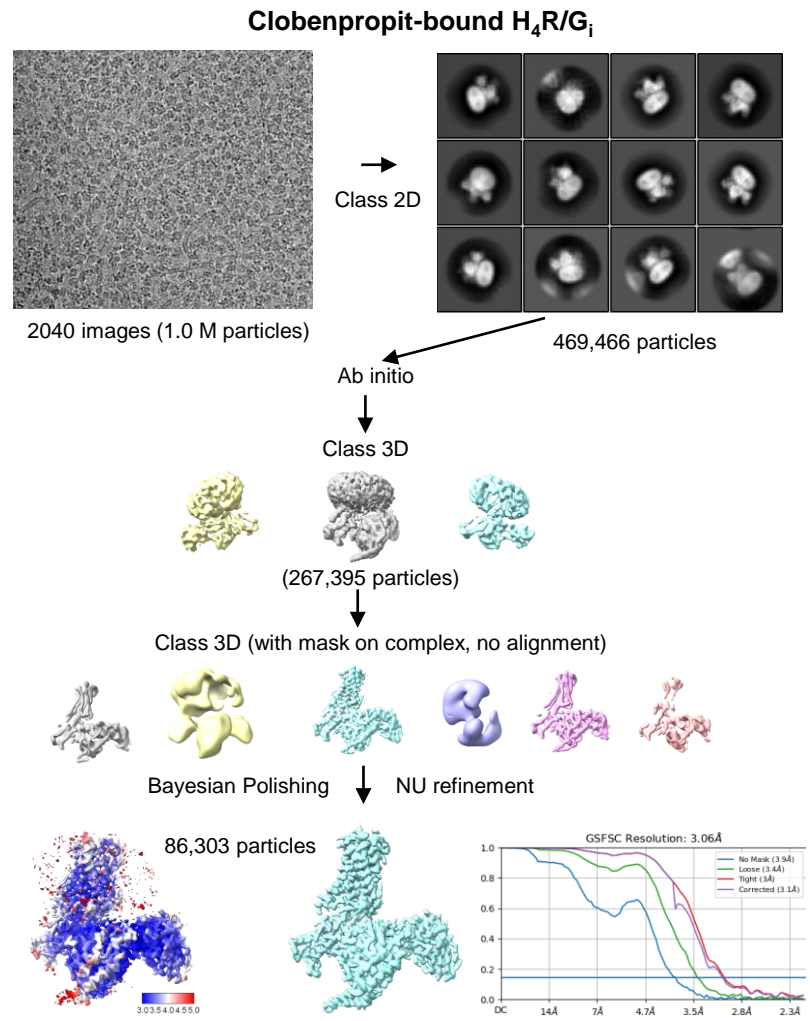 Clobenpropit-bound H₄R/Gᵢ
Class 2D
2040 images (1.0 M particles)
469,466 particles
Ab initio
Class 3D
(267,395 particles)
Class 3D (with mask on complex, no alignment)
Bayesian Polishing
NU refinement
86,303 particles
3.0 3.5 4.0 4.5 5.0
GSFSC Resolution: 3.06Å
No Mask (3.9Å)
Loose (3.4Å)
Tight (3Å)
Corrected (3.1Å)
1.0
0.8
0.6
0.4
0.2
0.0
DC 14Å 7Å 4.7Å 3.5Å 2.8Å 2.3Å